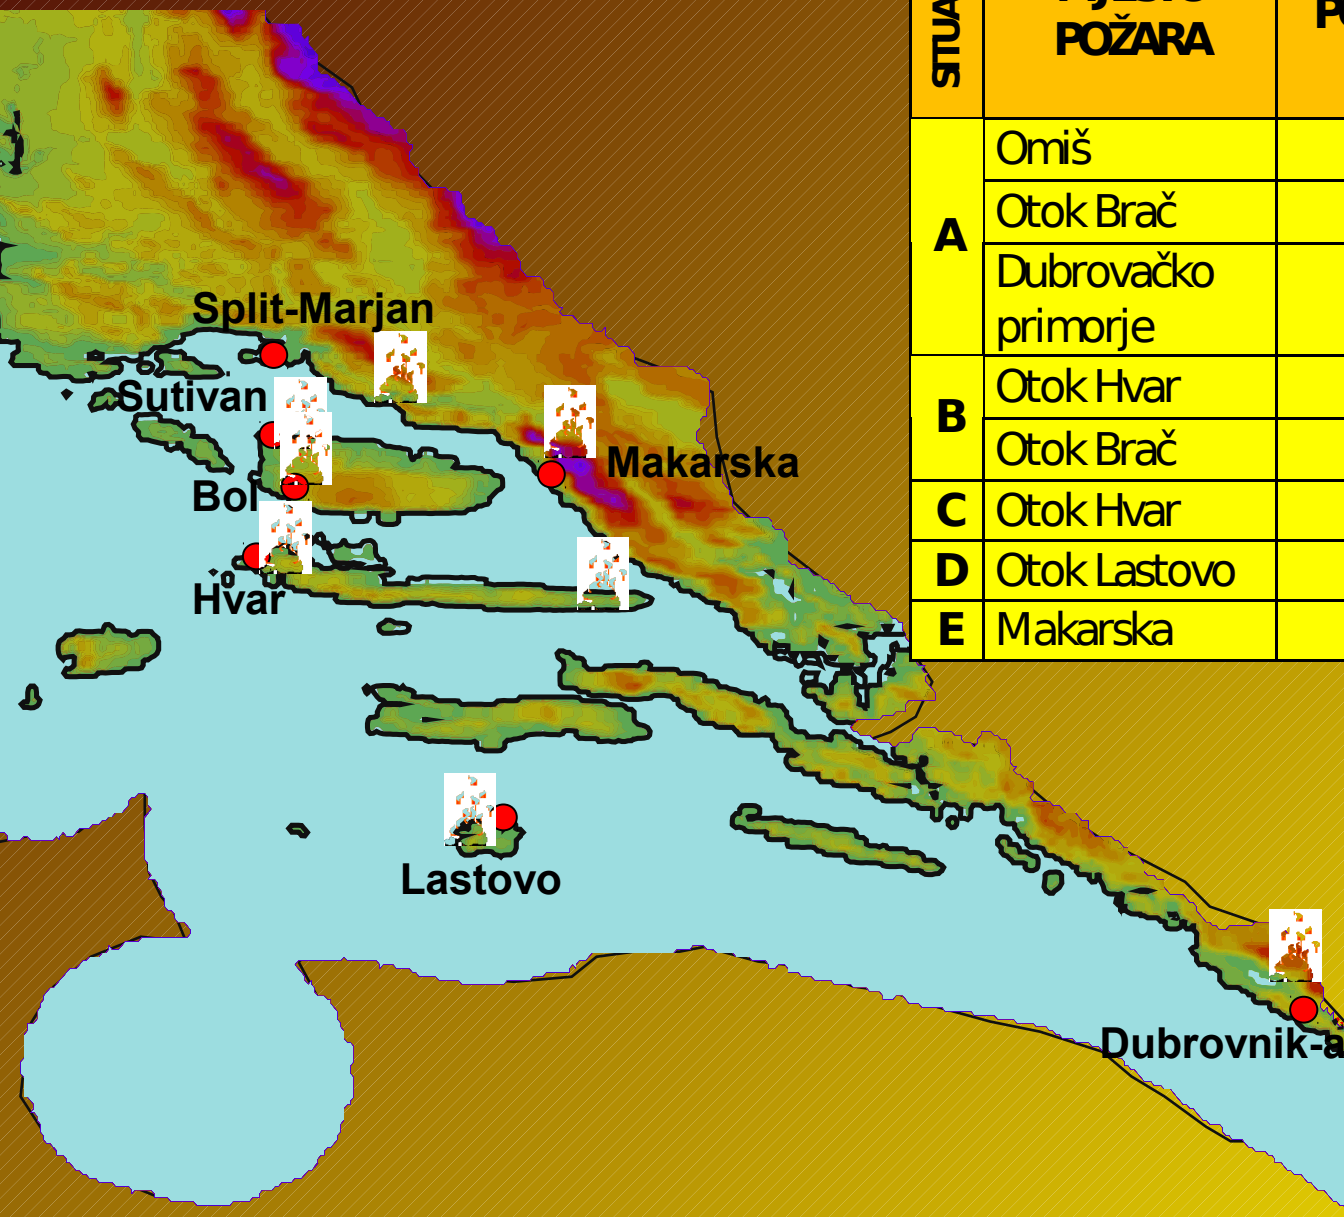 POŽARA
A
Omiš
Otok Brač
Dubrovačko
primorje
B
Otok Hvar
Otok Brač
C
Otok Hvar
D
Otok Lastovo
E
Makarska
Split-Marjan
Sutivan
Makarska
Bol
Hvar
Lastovo
Dubrovnik-a